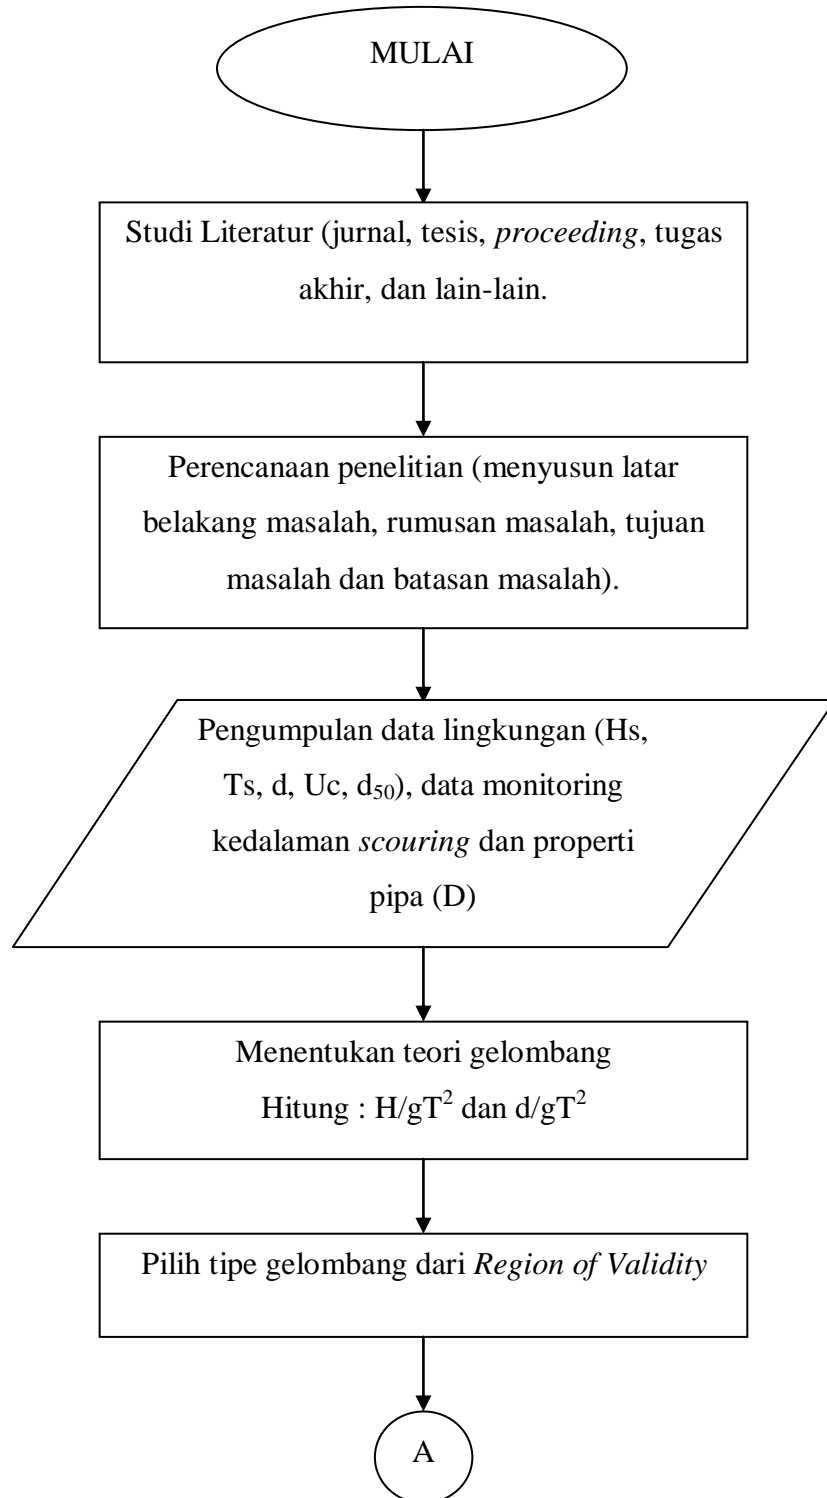 MULAI
Studi Literatur (jurnal, tesis, proceeding, tugas
akhir, dan lain-lain.
Perencanaan penelitian (menyusun latar
belakang masalah, rumusan masalah, tujuan
masalah dan batasan masalah).
Pengumpulan data lingkungan (Hs,
Ts, d, Uc, d₅₀), data monitoring
kedalaman scouring dan properti
pipa (D)
Menentukan teori gelombang
Hitung : H/gT² dan d/gT²
Pilih tipe gelombang dari Region of Validity
A